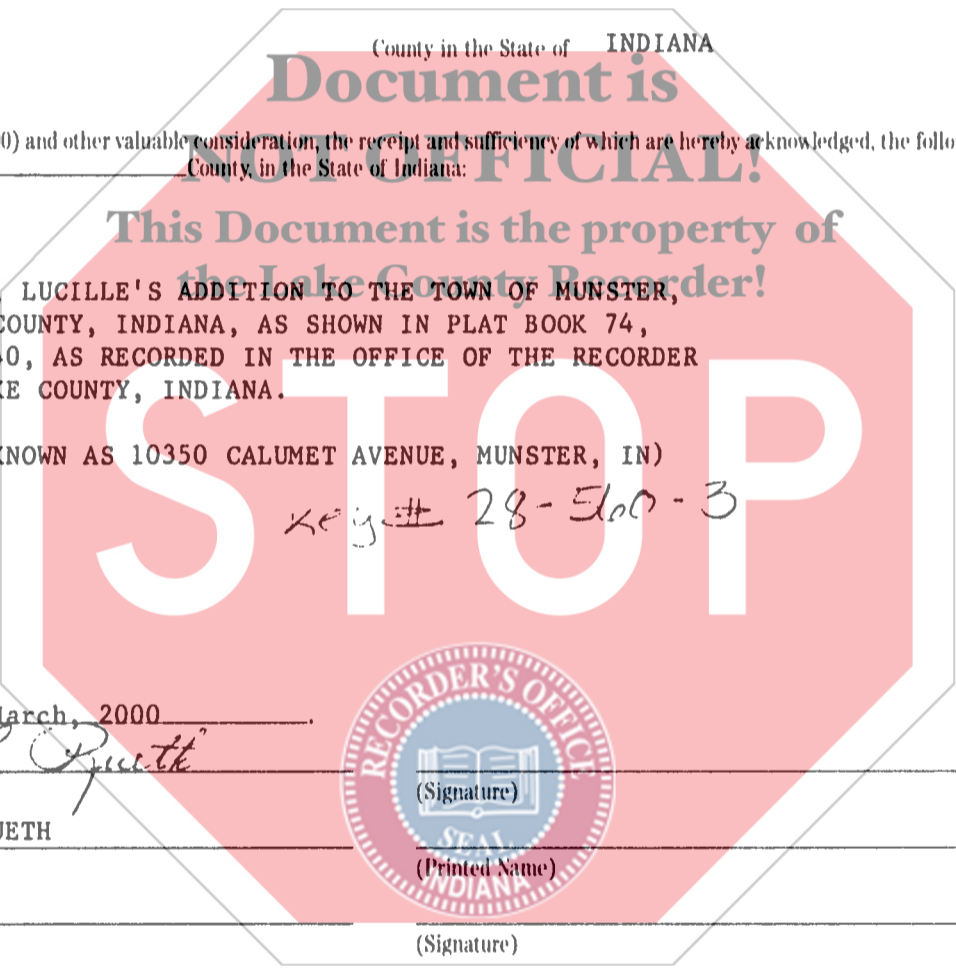 County in the State of INDIANA
Document is
0) and other valuable consideration, the receipt and sufficiency of which are hereby acknowledged, the follo
NOT OFFICIAL!
County, in the State of Indiana:
This Document is the property of
the Lake County Recorder!
LUCILLE'S ADDITION TO THE TOWN OF MUNSTER,
COUNTY, INDIANA, AS SHOWN IN PLAT BOOK 74,
0, AS RECORDED IN THE OFFICE OF THE RECORDER
KE COUNTY, INDIANA.
KNOWN AS 10350 CALUMET AVENUE, MUNSTER, IN)
Key# 28-560-3
STOP
March, 2000.
Rueth
RECORDER'S OFFICE
(Signature)
UETH
SEAL
(Printed Name)
INDIANA
(Signature)